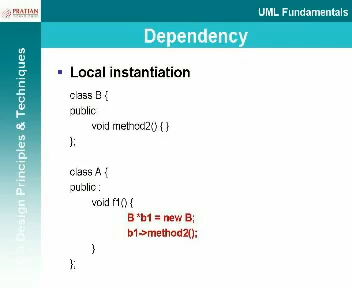 PRATIAN
UML Fundamentals
Dependency
Design Principles & Techniques
Local instantiation
class B {
public
void method2() { }
};
class A {
public :
void f1() {
B *b1 = new B;
b1->method2();
}
};